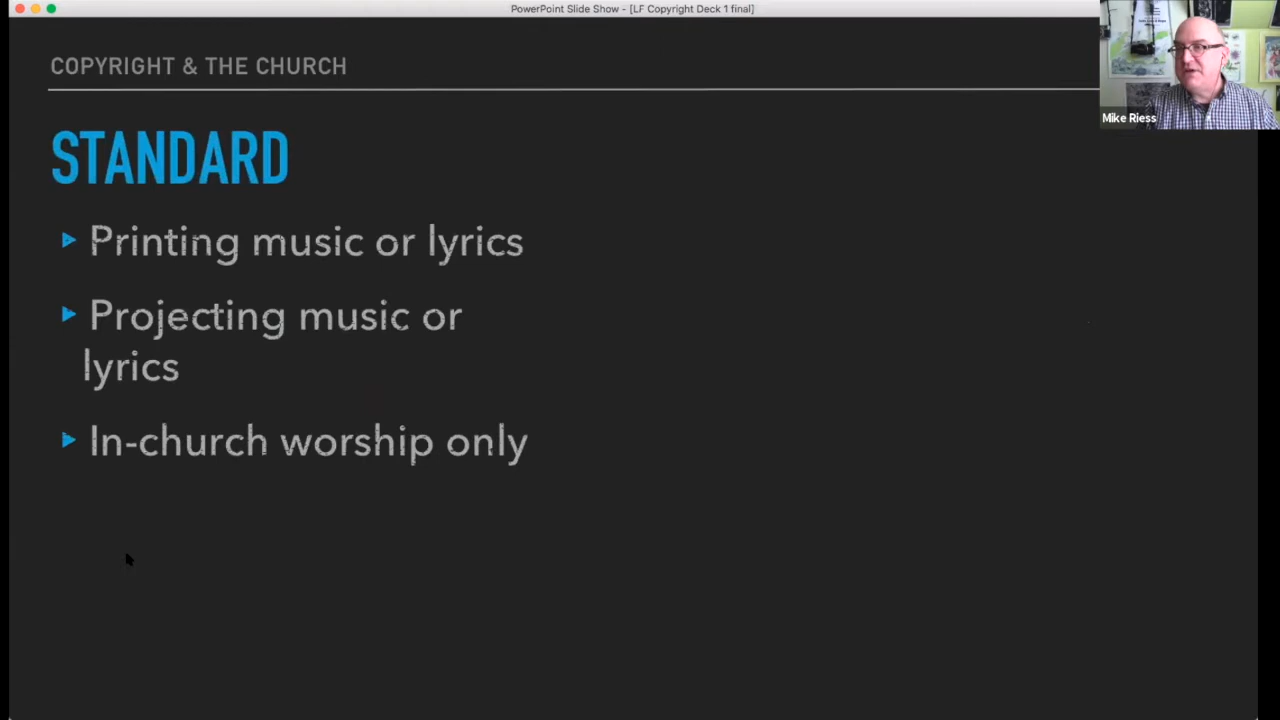 PowerPoint Slide Show - [LF Copyright Deck 1 final]
COPYRIGHT & THE CHURCH
Mike Riess
STANDARD
Printing music or lyrics
Projecting music or
lyrics
In-church worship only